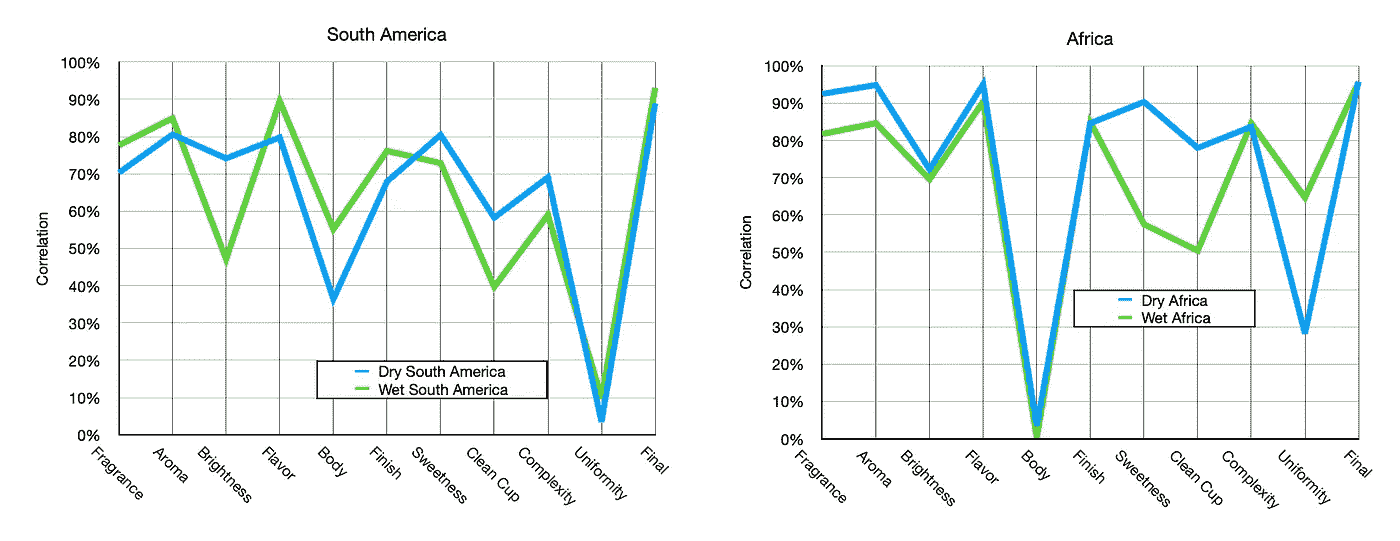 South America
100%
90%
80%
70%
60%
50%
40%
30%
20%
10%
0%
Correlation
Dry South America
Wet South America
Fragrance
Aroma
Brightness
Flavor
Body
Finish
Sweetness
Clean Cup
Complexity
Uniformity
Final
Africa
100%
90%
80%
70%
60%
50%
40%
30%
20%
10%
0%
Correlation
Dry Africa
Wet Africa
Fragrance
Aroma
Brightness
Flavor
Body
Finish
Sweetness
Clean Cup
Complexity
Uniformity
Final